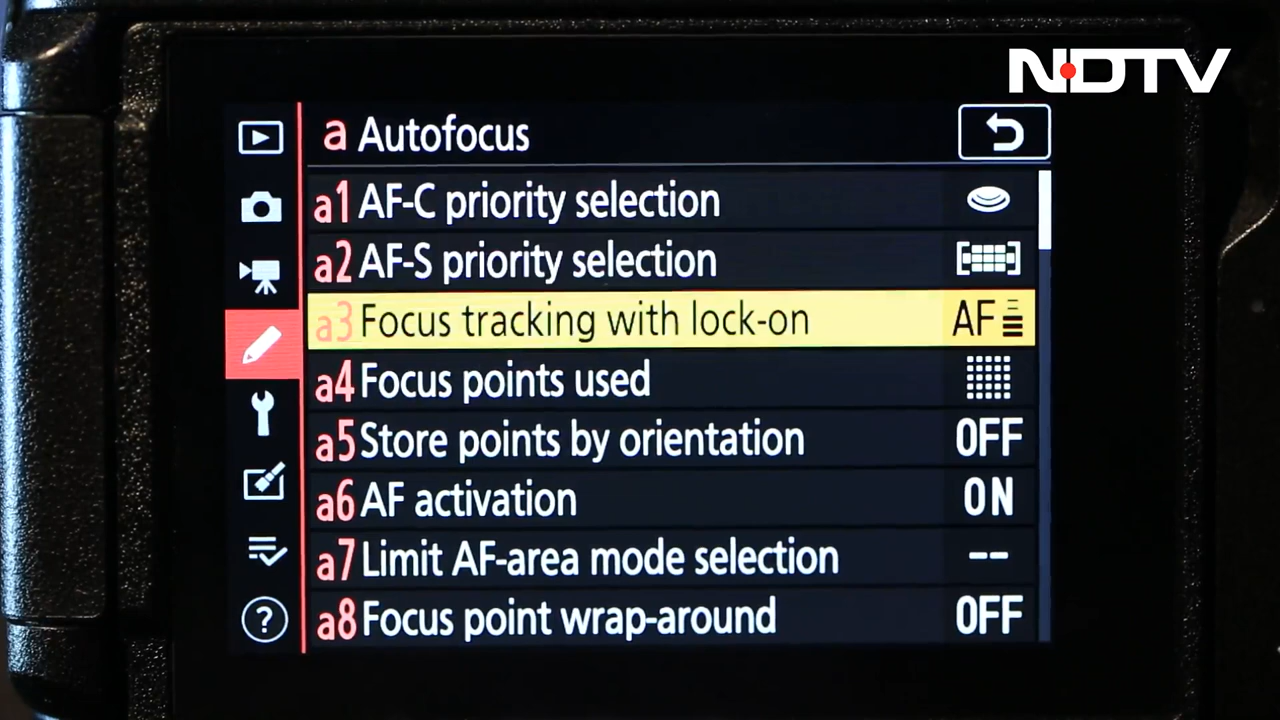 NDTV
a Autofocus
a1 AF-C priority selection
a2 AF-S priority selection
a3 Focus tracking with lock-on AF
a4 Focus points used
a5 Store points by orientation OFF
a6 AF activation ON
a7 Limit AF-area mode selection --
a8 Focus point wrap-around OFF
?